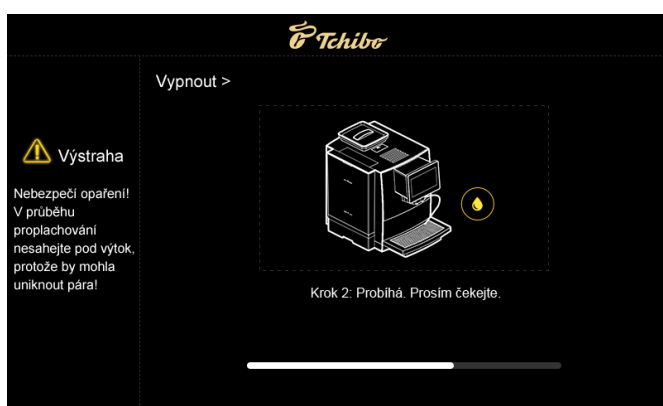 Tchibo
Vypnout >
Výstraha
Nebezpečí opaření!
V průběhu
proplachování
nesahejte pod výtok,
protože by mohla
uniknout pára!
Krok 2: Probíhá. Prosím čekejte.